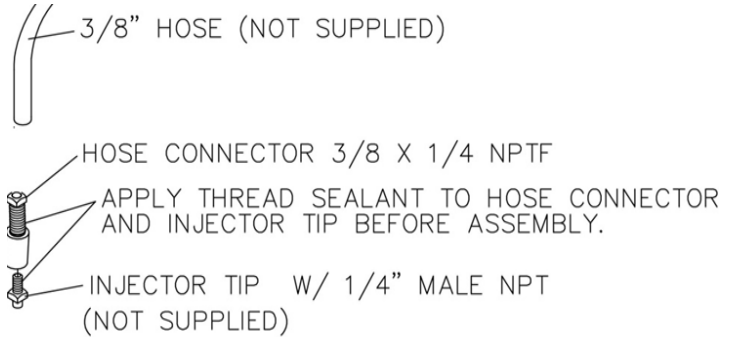 3/8" HOSE (NOT SUPPLIED)
HOSE CONNECTOR 3/8 X 1/4 NPTF
APPLY THREAD SEALANT TO HOSE CONNECTOR
AND INJECTOR TIP BEFORE ASSEMBLY.
INJECTOR TIP W/ 1/4" MALE NPT
(NOT SUPPLIED)